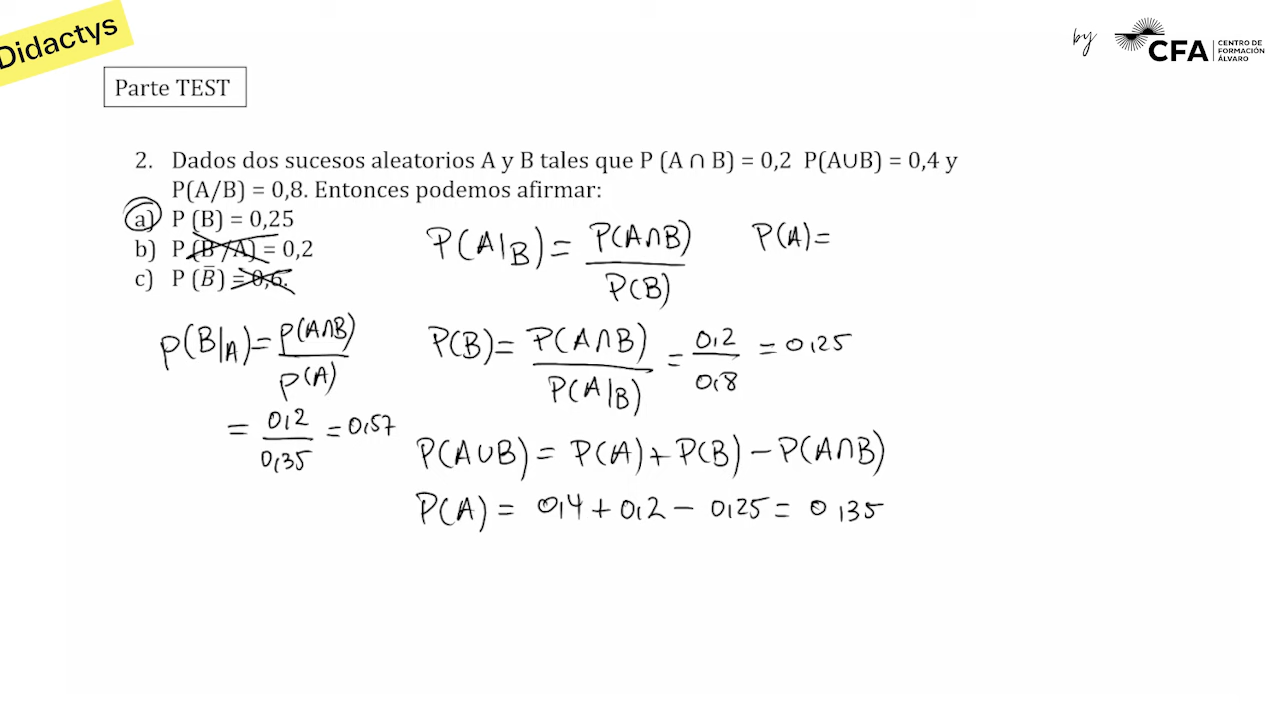 Didactys
by CFA CENTRO DE FORMACIÓN ÁLVARO
Parte TEST
2. Dados dos sucesos aleatorios A y B tales que P (A ∩ B) = 0,2 P(A∪B) = 0,4 y
P(A/B) = 0,8. Entonces podemos afirmar:
a) P (B) = 0,25
b) P (B /A) = 0,2
c) P (B̅) = 0,6.
P(A|B) = P(A∩B) / P(B)
P(A) =
P(B|A) = P(A∩B) / P(A)
= 0,2 / 0,35 = 0,57
P(B) = P(A∩B) / P(A|B) = 0,2 / 0,8 = 0,25
P(A∪B) = P(A) + P(B) − P(A∩B)
P(A) = 0,4 + 0,2 − 0,25 = 0,35